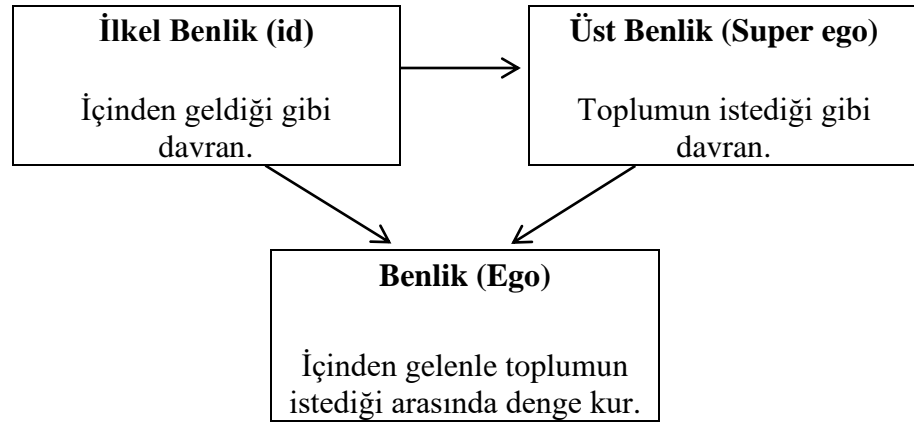 İlkel Benlik (id)
İçinden geldiği gibi
davran.
Üst Benlik (Super ego)
Toplumun istediği gibi
davran.
Benlik (Ego)
İçinden gelenle toplumun
istediği arasında denge kur.